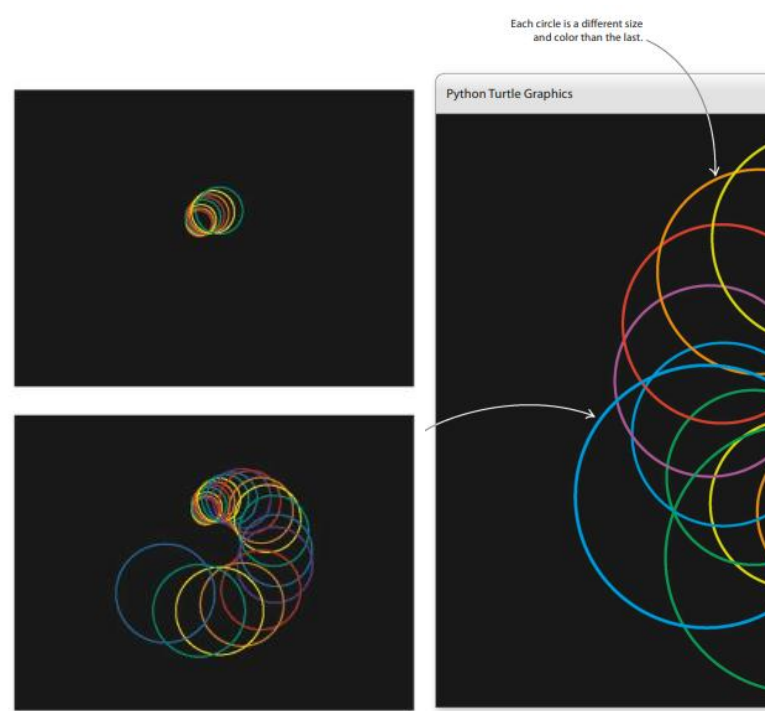 Each circle is a different size
and color than the last.
Python Turtle Graphics